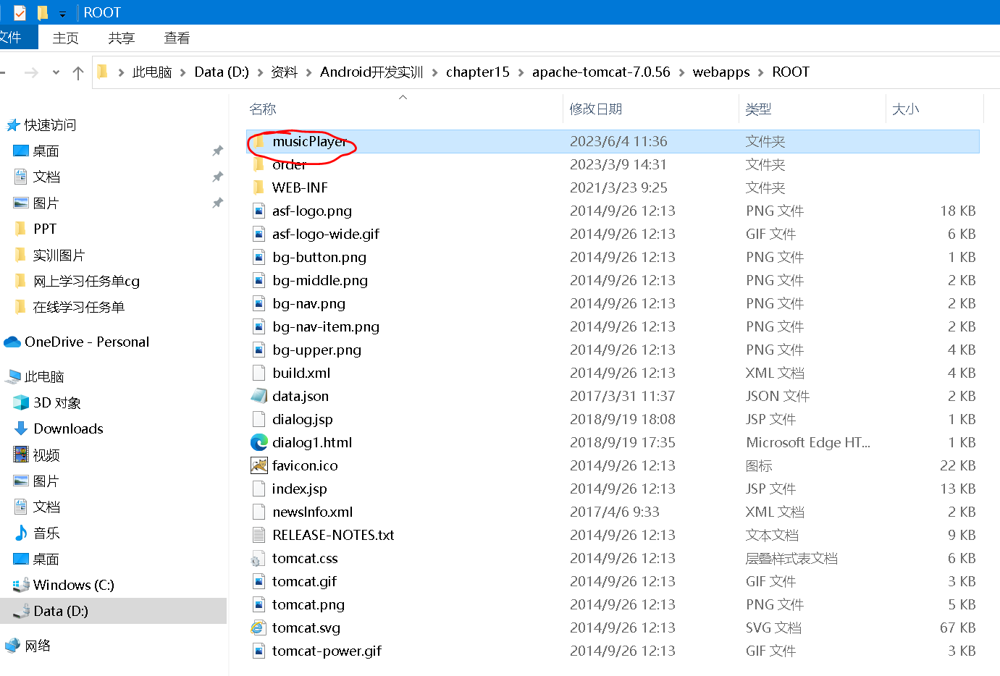 ROOT
文件
主页
共享
查看
此电脑 > Data (D:) > 资料 > Android开发实训 > chapter15 > apache-tomcat-7.0.56 > webapps > ROOT
快速访问
桌面
文档
图片
PPT
实训图片
网上学习任务单cg
在线学习任务单
OneDrive - Personal
此电脑
3D 对象
Downloads
视频
图片
文档
音乐
桌面
Windows (C:)
Data (D:)
网络
名称 修改日期 类型 大小
musicPlayer 2023/6/4 11:36 文件夹
order 2023/3/9 14:31 文件夹
WEB-INF 2021/3/23 9:25 文件夹
asf-logo.png 2014/9/26 12:13 PNG 文件 18 KB
asf-logo-wide.gif 2014/9/26 12:13 GIF 文件 6 KB
bg-button.png 2014/9/26 12:13 PNG 文件 1 KB
bg-middle.png 2014/9/26 12:13 PNG 文件 2 KB
bg-nav.png 2014/9/26 12:13 PNG 文件 2 KB
bg-nav-item.png 2014/9/26 12:13 PNG 文件 2 KB
bg-upper.png 2014/9/26 12:13 PNG 文件 4 KB
build.xml 2014/9/26 12:13 XML 文档 4 KB
data.json 2017/3/31 11:37 JSON 文件 2 KB
dialog.jsp 2018/9/19 18:08 JSP 文件 1 KB
dialog1.html 2018/9/19 17:35 Microsoft Edge HT... 1 KB
favicon.ico 2014/9/26 12:13 图标 22 KB
index.jsp 2014/9/26 12:13 JSP 文件 13 KB
newsInfo.xml 2017/4/6 9:33 XML 文档 2 KB
RELEASE-NOTES.txt 2014/9/26 12:13 文本文档 9 KB
tomcat.css 2014/9/26 12:13 层叠样式表文档 6 KB
tomcat.gif 2014/9/26 12:13 GIF 文件 3 KB
tomcat.png 2014/9/26 12:13 PNG 文件 5 KB
tomcat.svg 2014/9/26 12:13 SVG 文档 67 KB
tomcat-power.gif 2014/9/26 12:13 GIF 文件 3 KB